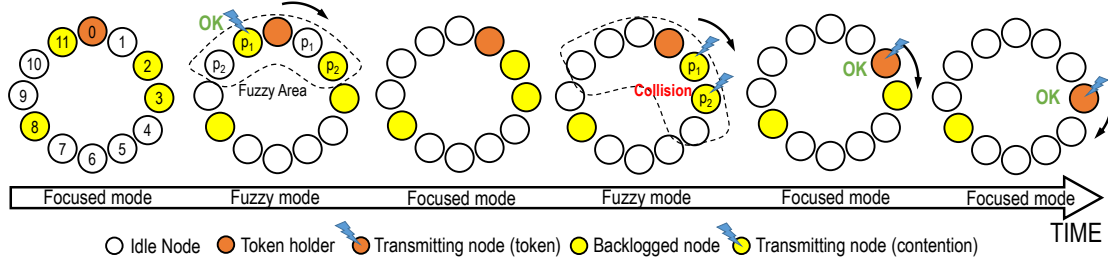 0
11
1
10
2
9
3
8
4
7
5
6
OK
p1
p1
p2
p2
Fuzzy Area
p1
Collision
p2
OK
OK
Focused mode
Fuzzy mode
Focused mode
Fuzzy mode
Focused mode
Focused mode
TIME
Idle Node
Token holder
Transmitting node (token)
Backlogged node
Transmitting node (contention)